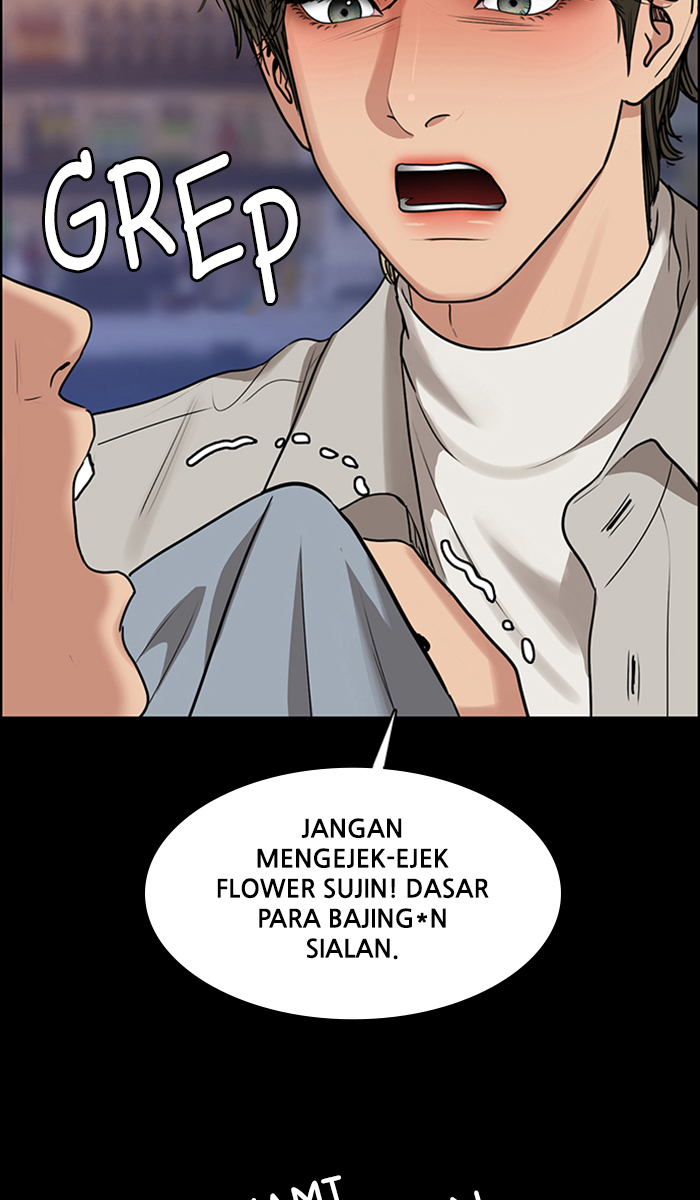 GREP
JANGAN
MENGEJEK-EJEK
FLOWER SUJIN! DASAR
PARA BAJING*N
SIALAN.